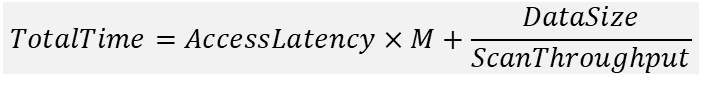 TotalTime = AccessLatency × M + DataSize / ScanThroughput